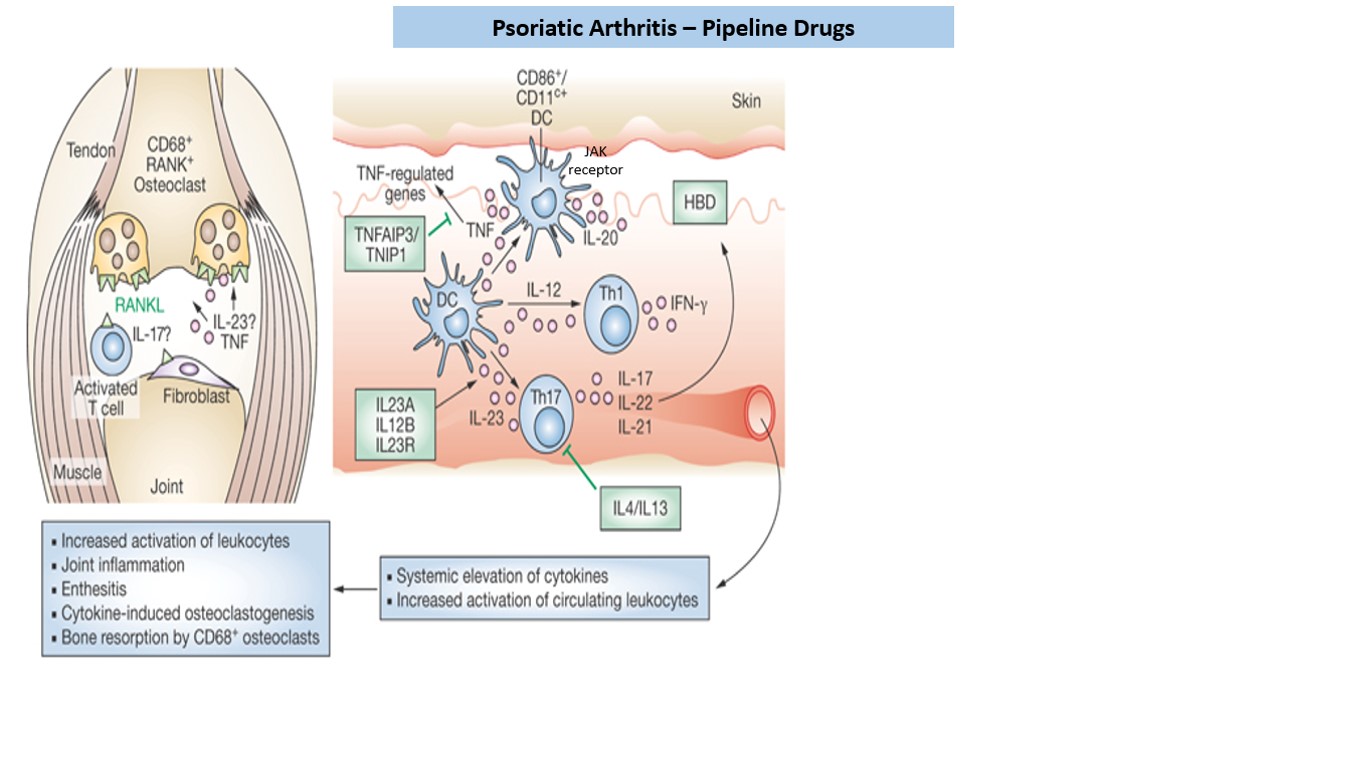 Psoriatic Arthritis – Pipeline Drugs
Tendon
CD68⁺
RANK⁺
Osteoclast
RANKL
IL-17?
IL-23?
TNF
Activated
T cell
Fibroblast
Muscle
Joint
CD86⁺/
CD11ᶜ⁺
DC
Skin
JAK
receptor
TNF-regulated
genes
TNFAIP3/
TNIP1
TNF
IL-20
HBD
DC
IL-12
Th1
IFN-γ
IL23A
IL12B
IL23R
IL-23
Th17
IL-17
IL-22
IL-21
IL4/IL13
▪ Increased activation of leukocytes
▪ Joint inflammation
▪ Enthesitis
▪ Cytokine-induced osteoclastogenesis
▪ Bone resorption by CD68⁺ osteoclasts
▪ Systemic elevation of cytokines
▪ Increased activation of circulating leukocytes